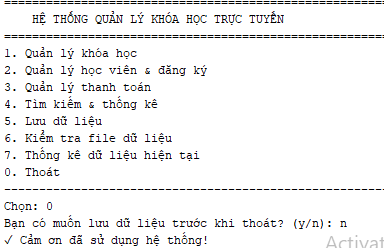 ================================================
HỆ THỐNG QUẢN LÝ KHÓA HỌC TRỰC TUYẾN
================================================
1. Quản lý khóa học
2. Quản lý học viên & đăng ký
3. Quản lý thanh toán
4. Tìm kiếm & thống kê
5. Lưu dữ liệu
6. Kiểm tra file dữ liệu
7. Thống kê dữ liệu hiện tại
0. Thoát
------------------------------------------------
Chọn: 0
Bạn có muốn lưu dữ liệu trước khi thoát? (y/n): n
✓ Cảm ơn đã sử dụng hệ thống!